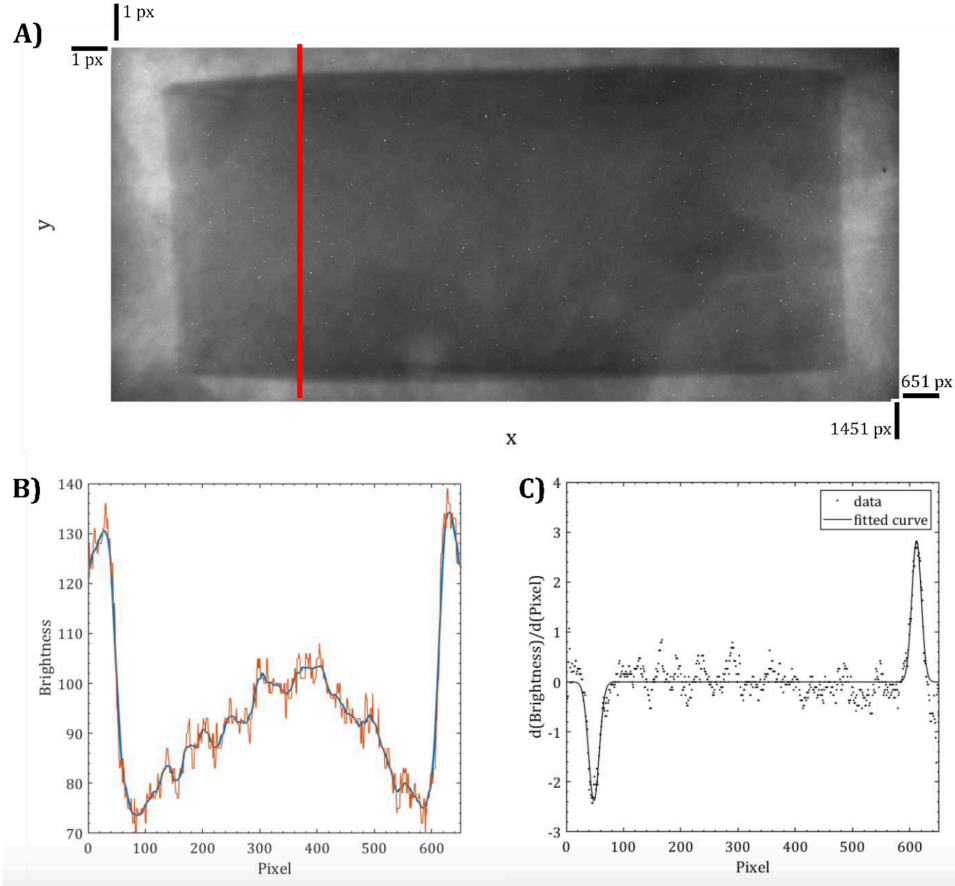 A)
1 px
1 px
y
x
651 px
1451 px
B)
140
130
120
110
100
90
80
70
Brightness
0
100
200
300
400
500
600
Pixel
C)
4
3
2
1
0
-1
-2
-3
d(Brightness)/d(Pixel)
data
fitted curve
0
100
200
300
400
500
600
Pixel